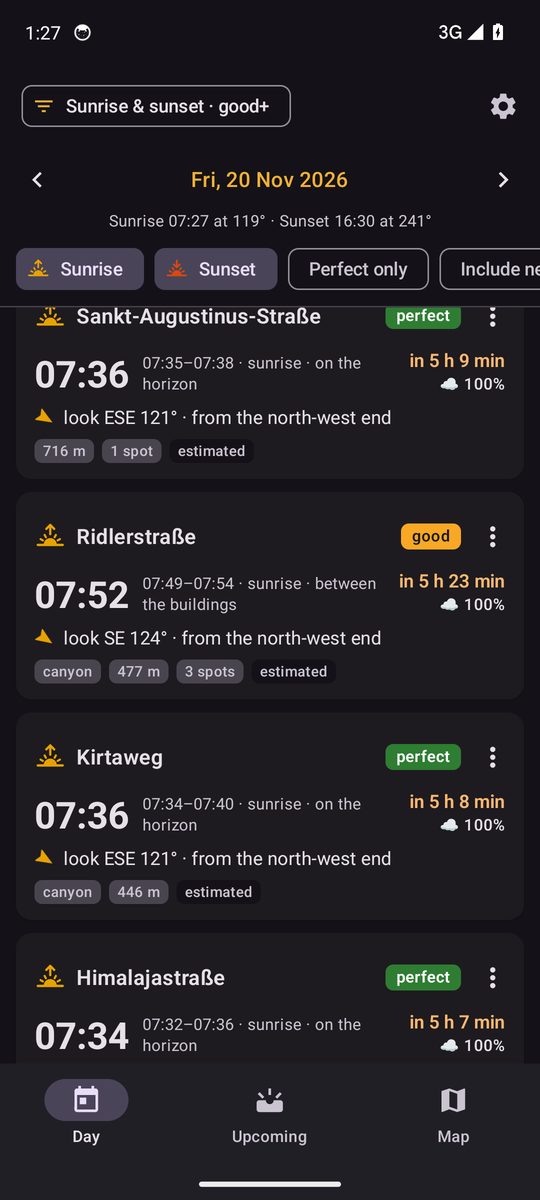 1:27
3G
Sunrise & sunset · good+
Fri, 20 Nov 2026
Sunrise 07:27 at 119° · Sunset 16:30 at 241°
Sunrise
Sunset
Perfect only
Include ne
Sankt-Augustinus-Straße
perfect
07:36
07:35–07:38 · sunrise · on the
horizon
in 5 h 9 min
100%
look ESE 121° · from the north-west end
716 m
1 spot
estimated
Ridlerstraße
good
07:52
07:49–07:54 · sunrise · between
the buildings
in 5 h 23 min
100%
look SE 124° · from the north-west end
canyon
477 m
3 spots
estimated
Kirtaweg
perfect
07:36
07:34–07:40 · sunrise · on the
horizon
in 5 h 8 min
100%
look ESE 121° · from the north-west end
canyon
446 m
estimated
Himalajastraße
perfect
07:34
07:32–07:36 · sunrise · on the
horizon
in 5 h 7 min
100%
Day
Upcoming
Map